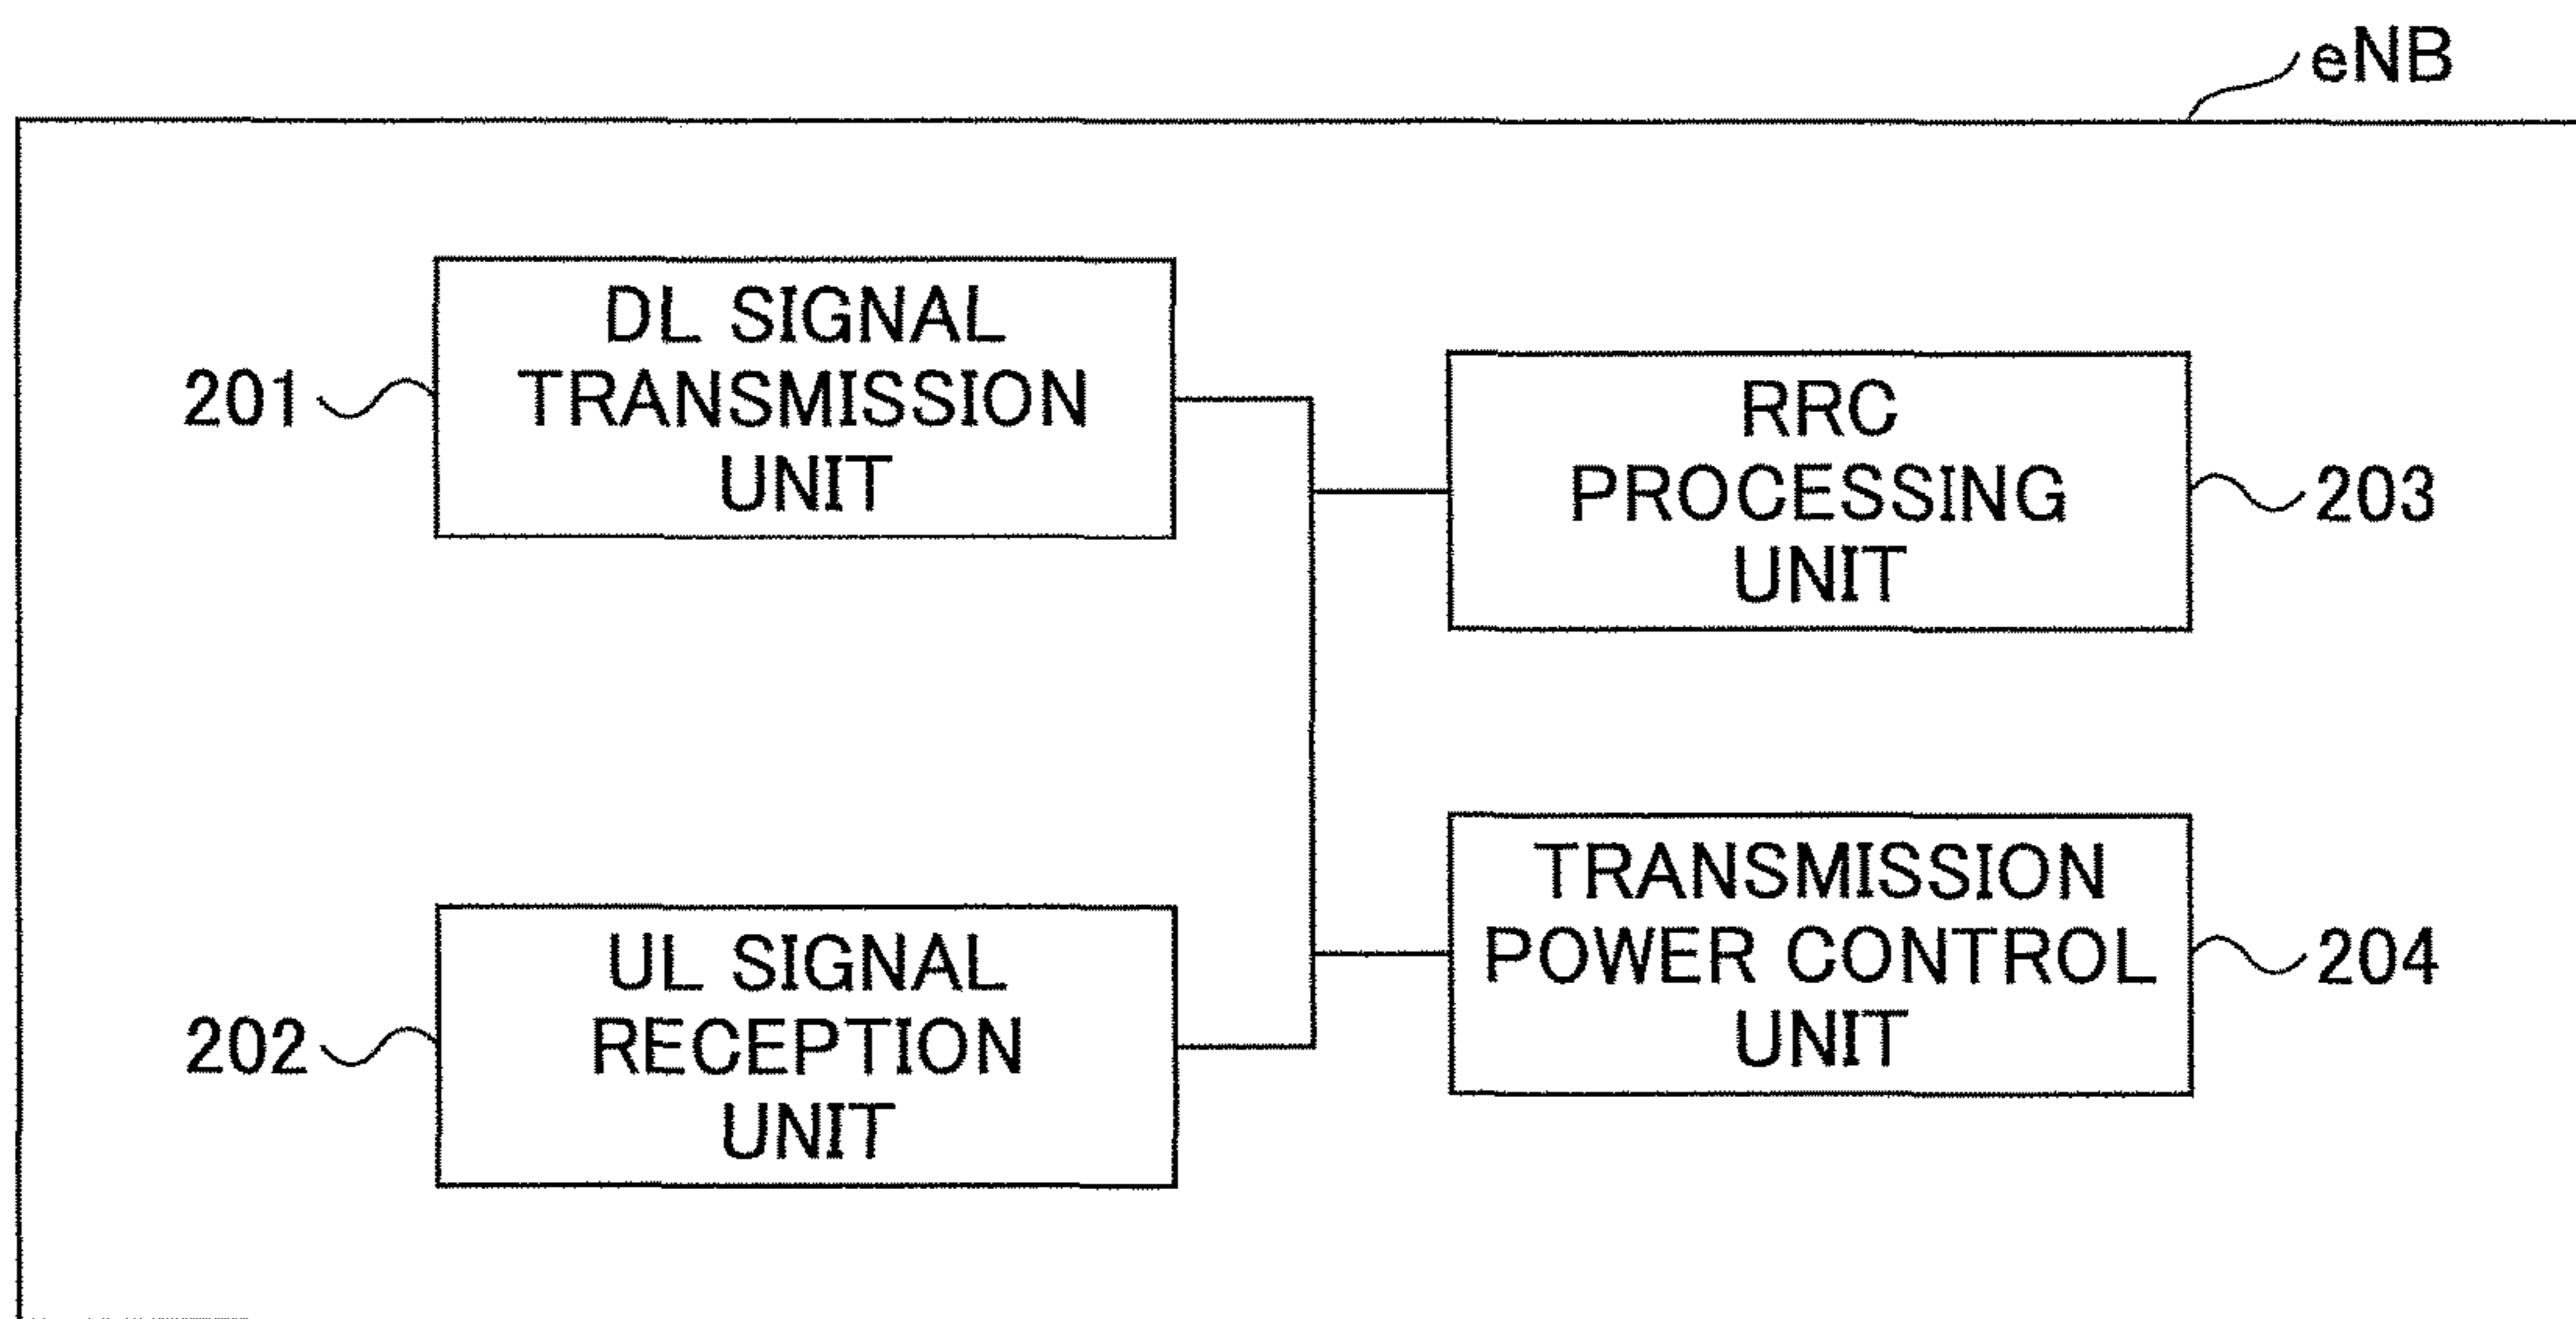 eNB
DL SIGNAL
TRANSMISSION
UNIT
201
RRC
PROCESSING
UNIT
203
UL SIGNAL
RECEPTION
UNIT
202
TRANSMISSION
POWER CONTROL
UNIT
204